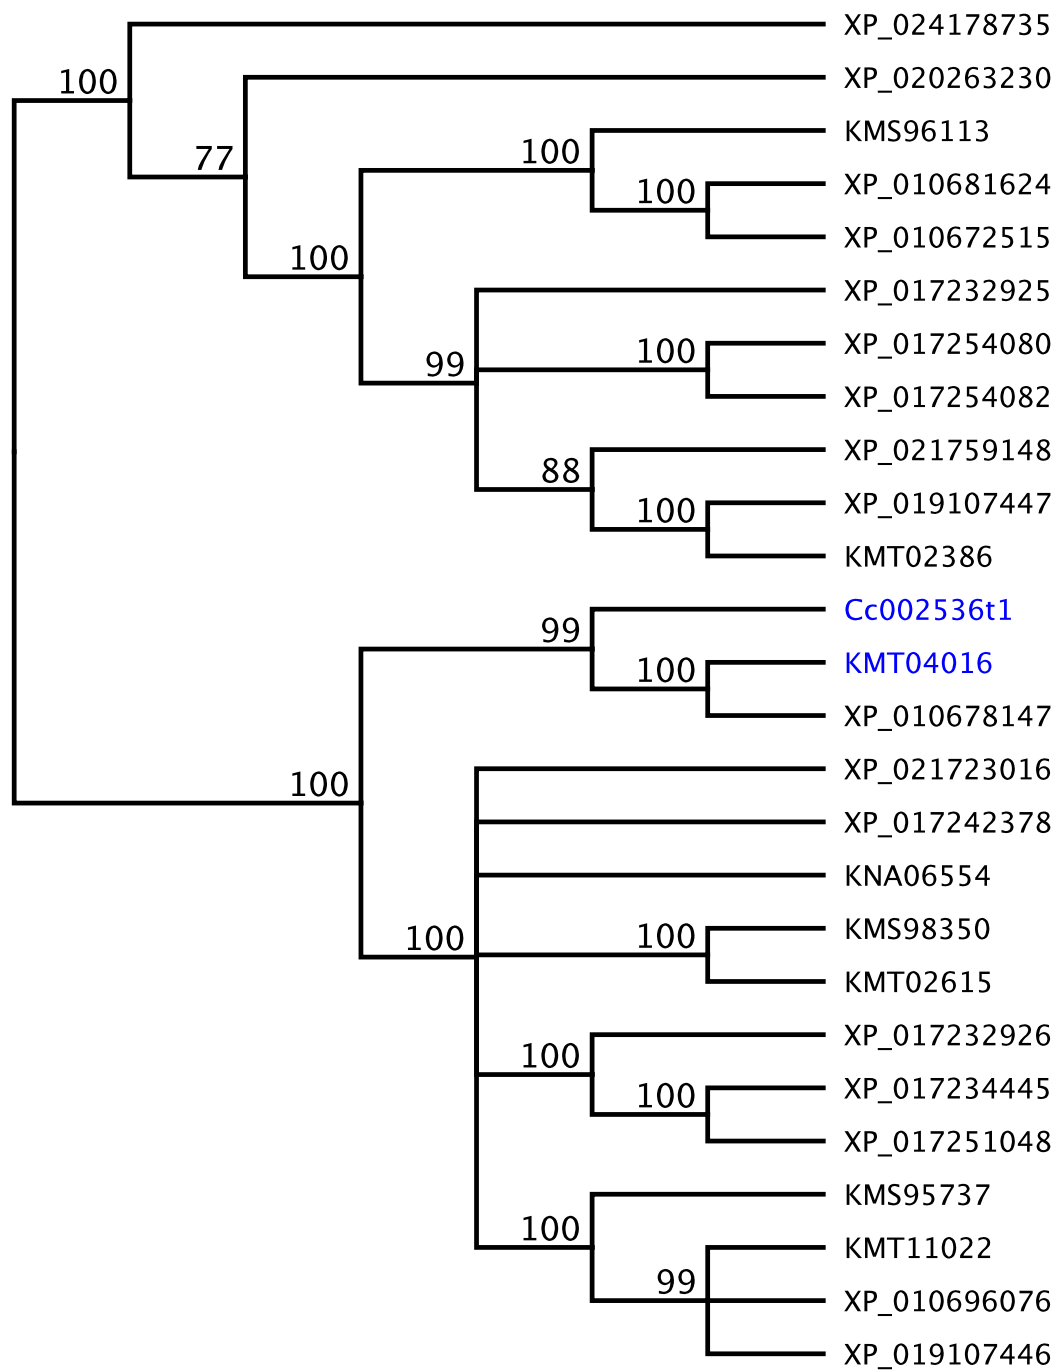 XP_024178735
100
XP_020263230
77
KMS96113
100
XP_010681624
100
XP_010672515
100
XP_017232925
XP_017254080
100
99
XP_017254082
XP_021759148
88
XP_019107447
100
KMT02386
Cc002536t1
99
KMT04016
100
XP_010678147
XP_021723016
100
XP_017242378
KNA06554
KMS98350
100
100
KMT02615
XP_017232926
100
XP_017234445
100
XP_017251048
KMS95737
100
KMT11022
99
XP_010696076
XP_019107446